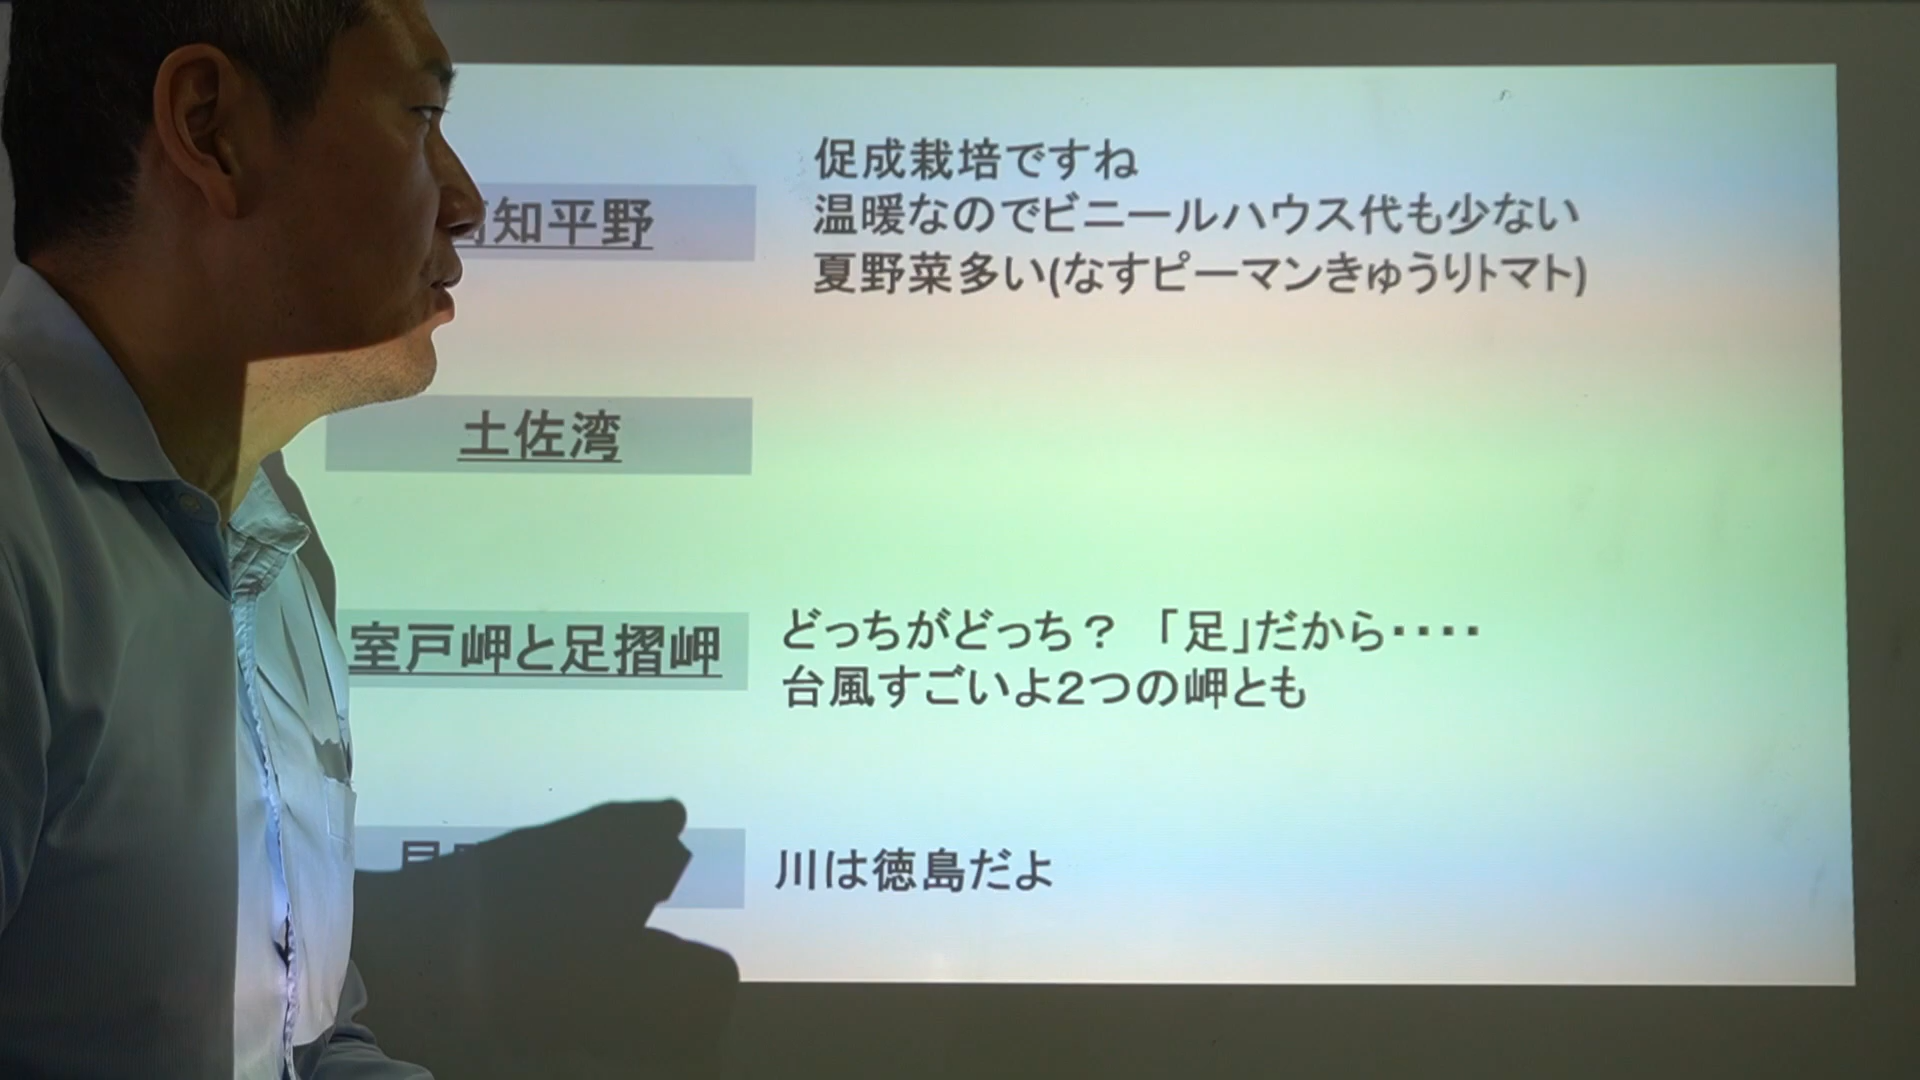 促成栽培ですね
知平野 温暖なのでビニールハウス代も少ない
夏野菜多い(なすピーマンきゅうりトマト)
土佐湾
室戸岬と足摺岬 どっちがどっち？ 「足」だから････
台風すごいよ２つの岬とも
川は徳島だよ